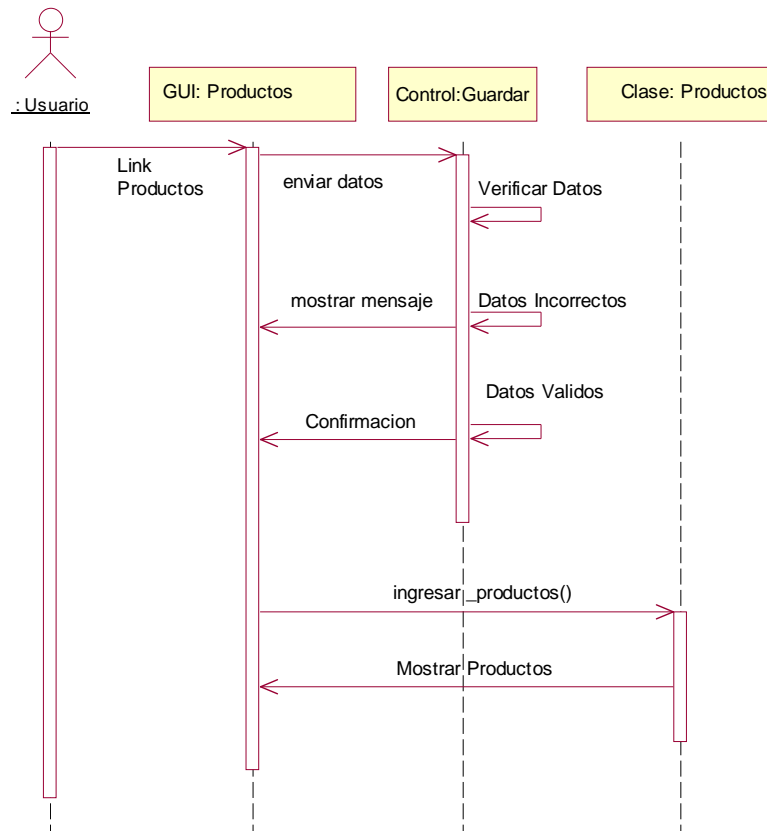 : Usuario
GUI: Productos
Control:Guardar
Clase: Productos
Link
Productos
enviar datos
Verificar Datos
mostrar mensaje
Datos Incorrectos
Datos Validos
Confirmacion
ingresar_productos()
Mostrar Productos